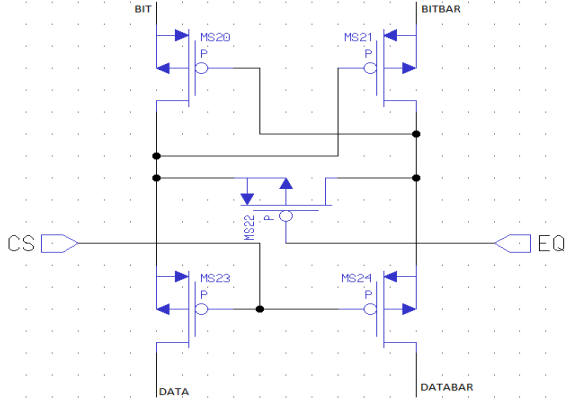 BIT BITBAR
MS20 MS21
P P
MS22 P
CS EQ
MS23 MS24
P P
DATA DATABAR